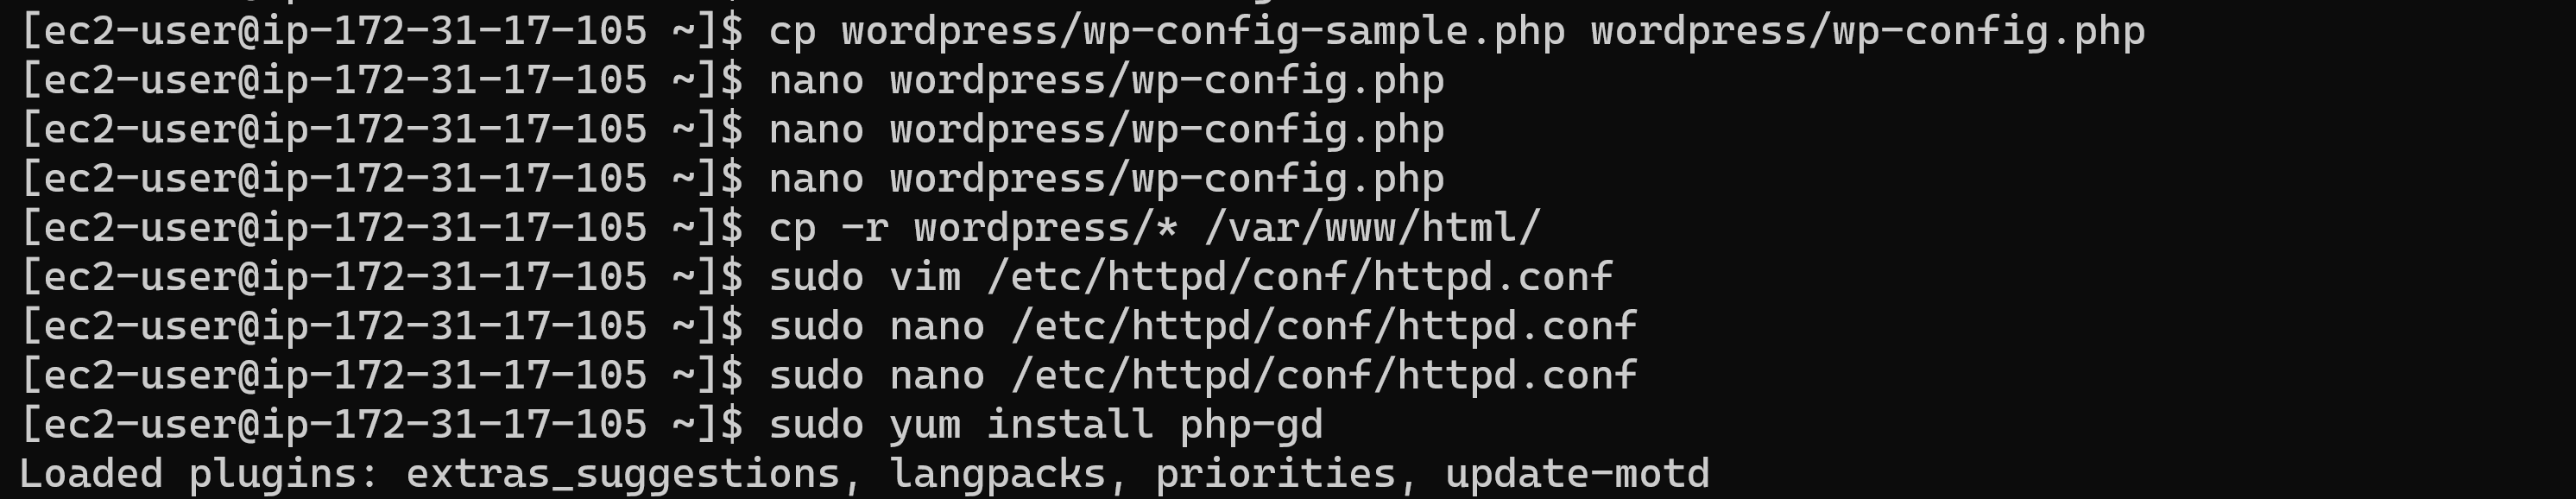 [ec2-user@ip-172-31-17-105 ~]$ cp wordpress/wp-config-sample.php wordpress/wp-config.php
[ec2-user@ip-172-31-17-105 ~]$ nano wordpress/wp-config.php
[ec2-user@ip-172-31-17-105 ~]$ nano wordpress/wp-config.php
[ec2-user@ip-172-31-17-105 ~]$ nano wordpress/wp-config.php
[ec2-user@ip-172-31-17-105 ~]$ cp -r wordpress/* /var/www/html/
[ec2-user@ip-172-31-17-105 ~]$ sudo vim /etc/httpd/conf/httpd.conf
[ec2-user@ip-172-31-17-105 ~]$ sudo nano /etc/httpd/conf/httpd.conf
[ec2-user@ip-172-31-17-105 ~]$ sudo nano /etc/httpd/conf/httpd.conf
[ec2-user@ip-172-31-17-105 ~]$ sudo yum install php-gd
Loaded plugins: extras_suggestions, langpacks, priorities, update-motd